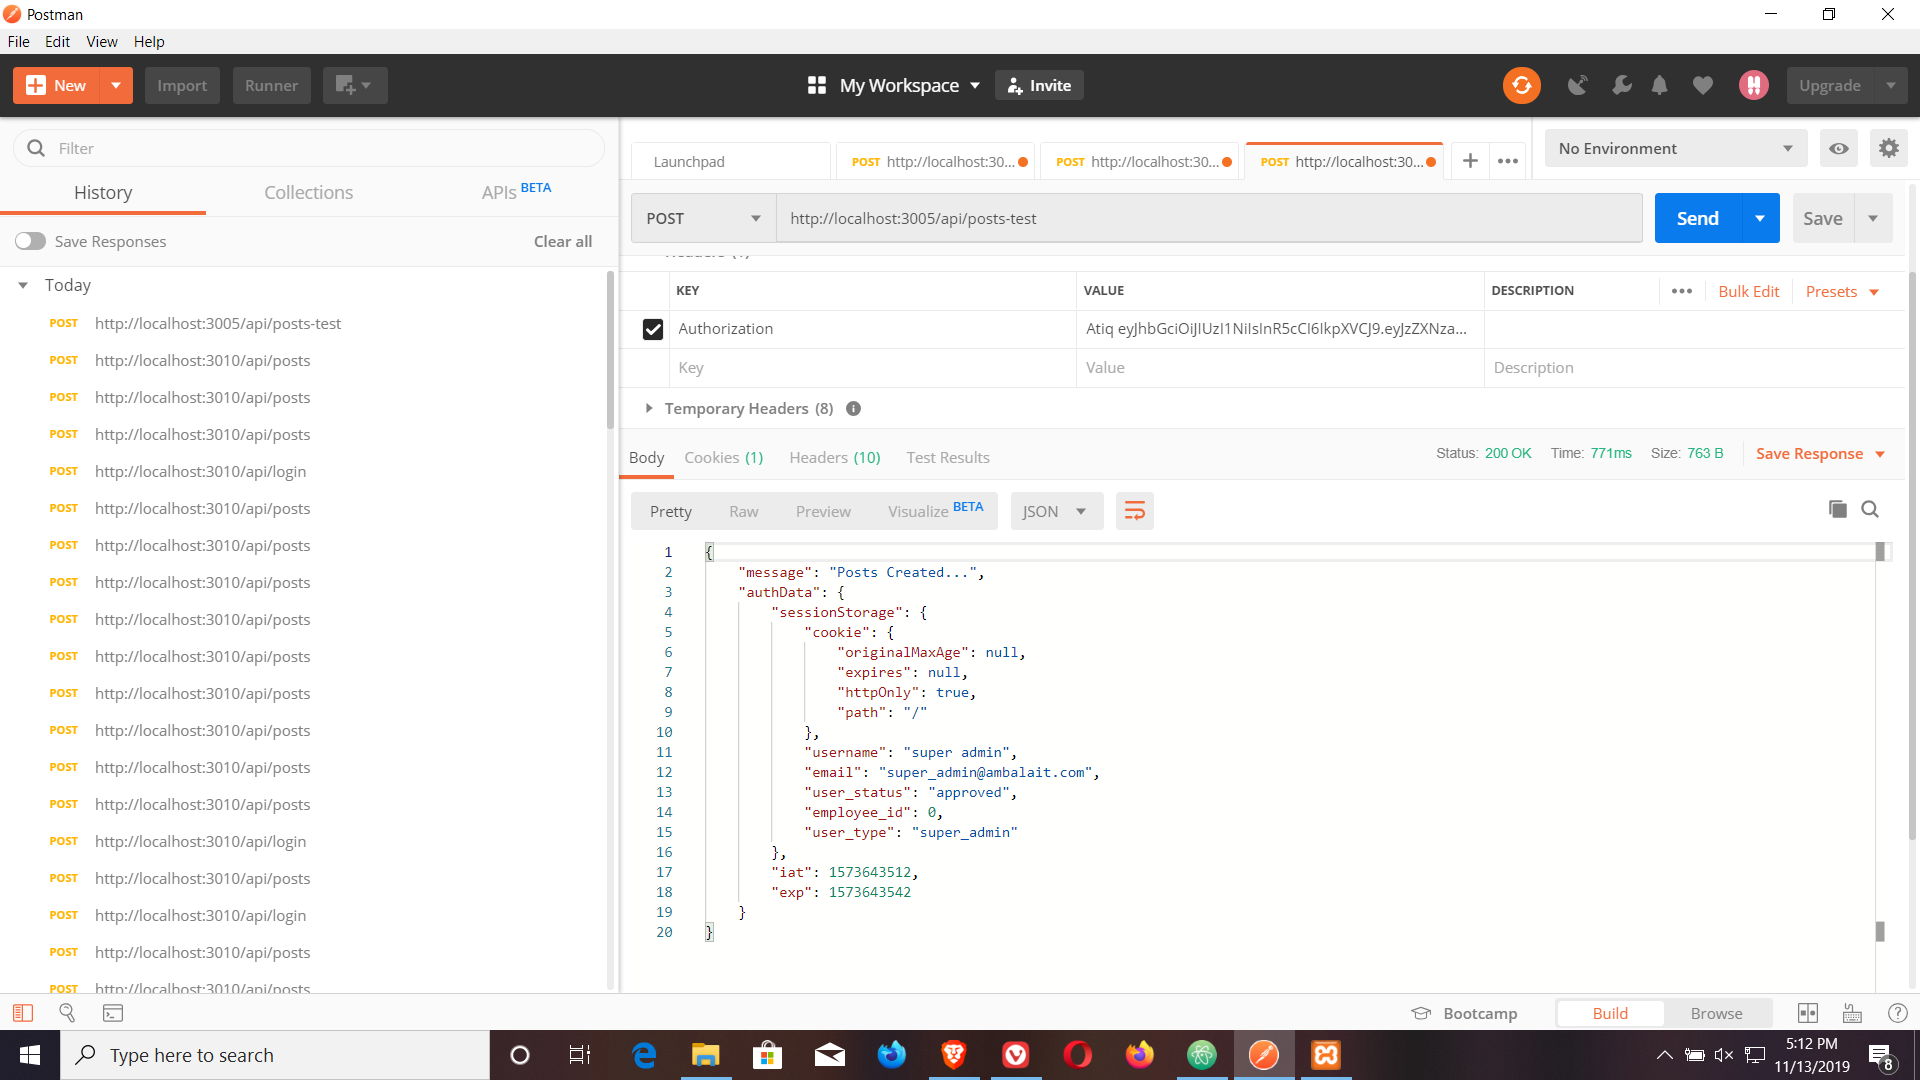 Postman
File Edit View Help
New Import Runner My Workspace Invite Upgrade
Filter
History Collections APIs BETA
Save Responses Clear all
Today
POST http://localhost:3005/api/posts-test
POST http://localhost:3010/api/posts
POST http://localhost:3010/api/posts
POST http://localhost:3010/api/posts
POST http://localhost:3010/api/login
POST http://localhost:3010/api/posts
POST http://localhost:3010/api/posts
POST http://localhost:3010/api/posts
POST http://localhost:3010/api/posts
POST http://localhost:3010/api/posts
POST http://localhost:3010/api/posts
POST http://localhost:3010/api/posts
POST http://localhost:3010/api/posts
POST http://localhost:3010/api/posts
POST http://localhost:3010/api/login
POST http://localhost:3010/api/posts
POST http://localhost:3010/api/login
POST http://localhost:3010/api/posts
POST http://localhost:3010/api/posts
Launchpad POST http://localhost:30... POST http://localhost:30... POST http://localhost:30... No Environment
POST http://localhost:3005/api/posts-test Send Save
KEY VALUE DESCRIPTION Bulk Edit Presets
Authorization Atiq eyJhbGciOiJIUzI1NiIsInR5cCI6IkpXVCJ9.eyJzZXNza...
Key Value Description
Temporary Headers (8)
Body Cookies (1) Headers (10) Test Results Status: 200 OK Time: 771ms Size: 763 B Save Response
Pretty Raw Preview Visualize BETA JSON
1 {
2 "message": "Posts Created...",
3 "authData": {
4 "sessionStorage": {
5 "cookie": {
6 "originalMaxAge": null,
7 "expires": null,
8 "httpOnly": true,
9 "path": "/"
10 },
11 "username": "super admin",
12 "email": "super_admin@ambalait.com",
13 "user_status": "approved",
14 "employee_id": 0,
15 "user_type": "super_admin"
16 },
17 "iat": 1573643512,
18 "exp": 1573643542
19 }
20 }
Bootcamp Build Browse
Type here to search
5:12 PM
11/13/2019
8